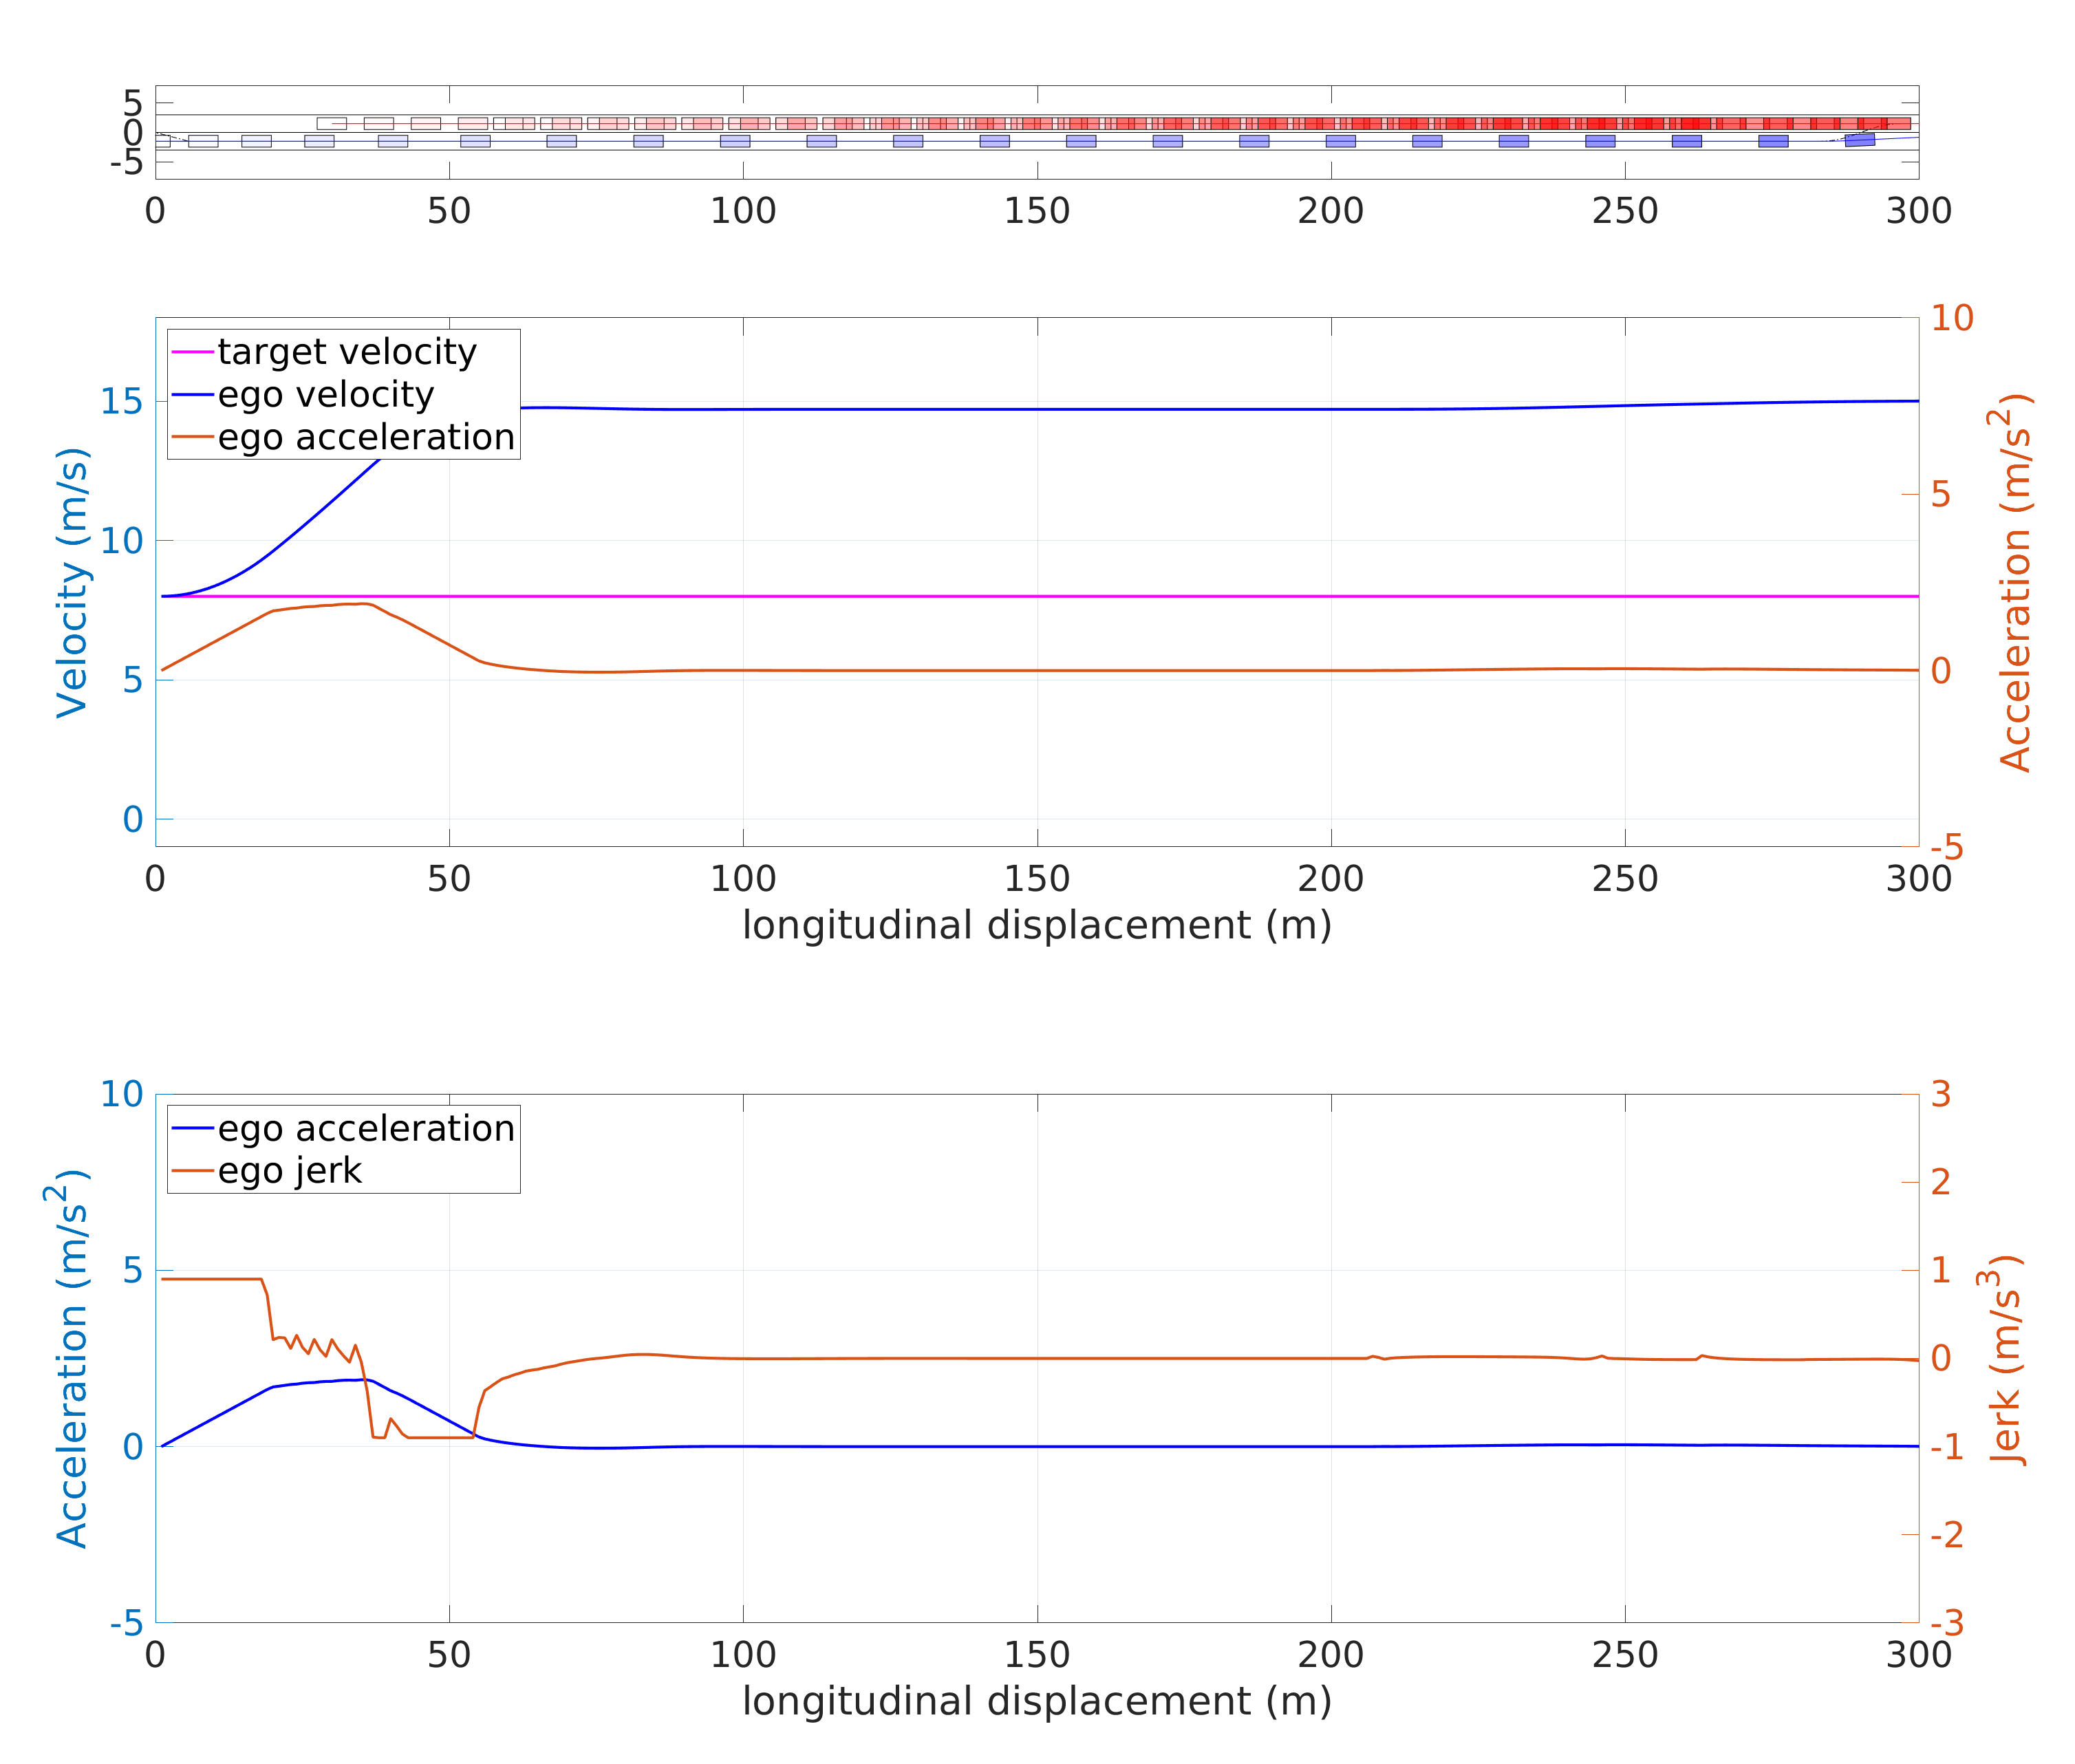 5
0
-5
0 50 100 150 200 250 300
10
target velocity
ego velocity
ego acceleration
15
10
5
0
5
0
-5
Velocity (m/s)
Acceleration (m/s²)
0 50 100 150 200 250 300
longitudinal displacement (m)
10
5
0
-5
ego acceleration
ego jerk
3
2
1
0
-1
-2
-3
Acceleration (m/s²)
Jerk (m/s³)
0 50 100 150 200 250 300
longitudinal displacement (m)